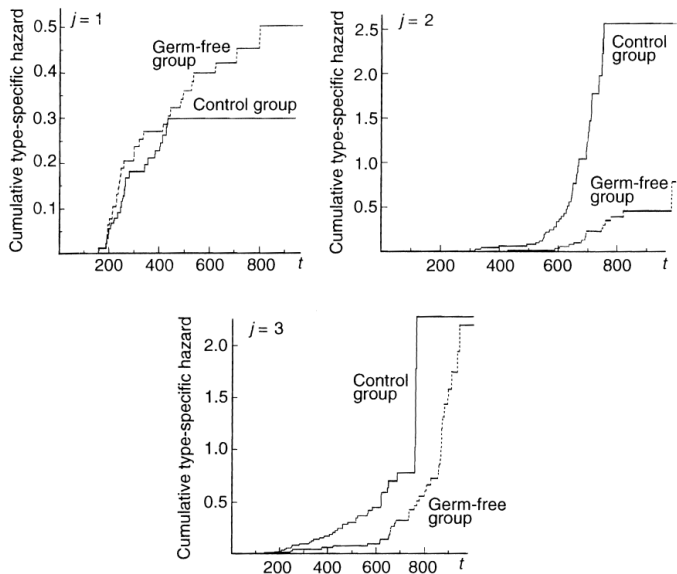 j = 1
Cumulative type-specific hazard
0.5
0.4
0.3
0.2
0.1
Germ-free
group
Control group
200 400 600 800 t
j = 2
Cumulative type-specific hazard
2.5
2.0
1.5
1.0
0.5
Control
group
Germ-free
group
200 400 600 800 t
j = 3
Cumulative type-specific hazard
2.0
1.5
1.0
0.5
Control
group
Germ-free
group
200 400 600 800 t